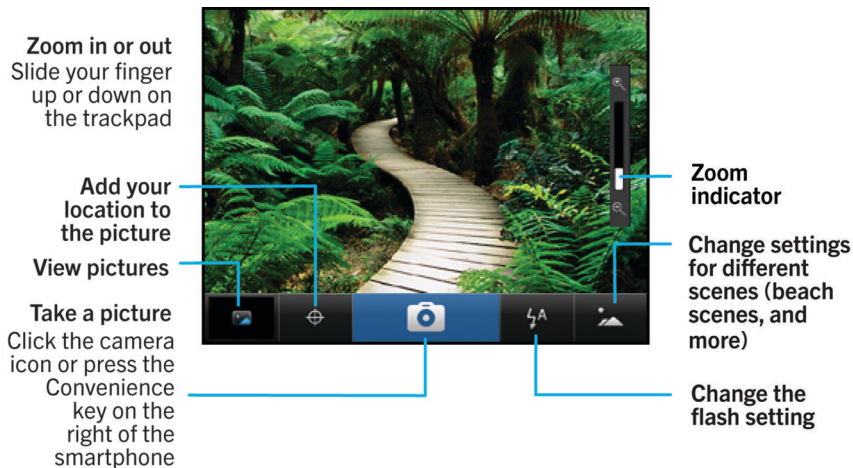 Zoom in or out
Slide your finger
up or down on
the trackpad
Add your
location to
the picture
View pictures
Take a picture
Click the camera
icon or press the
Convenience
key on the
right of the
smartphone
Zoom
indicator
Change settings
for different
scenes (beach
scenes, and
more)
Change the
flash setting
A